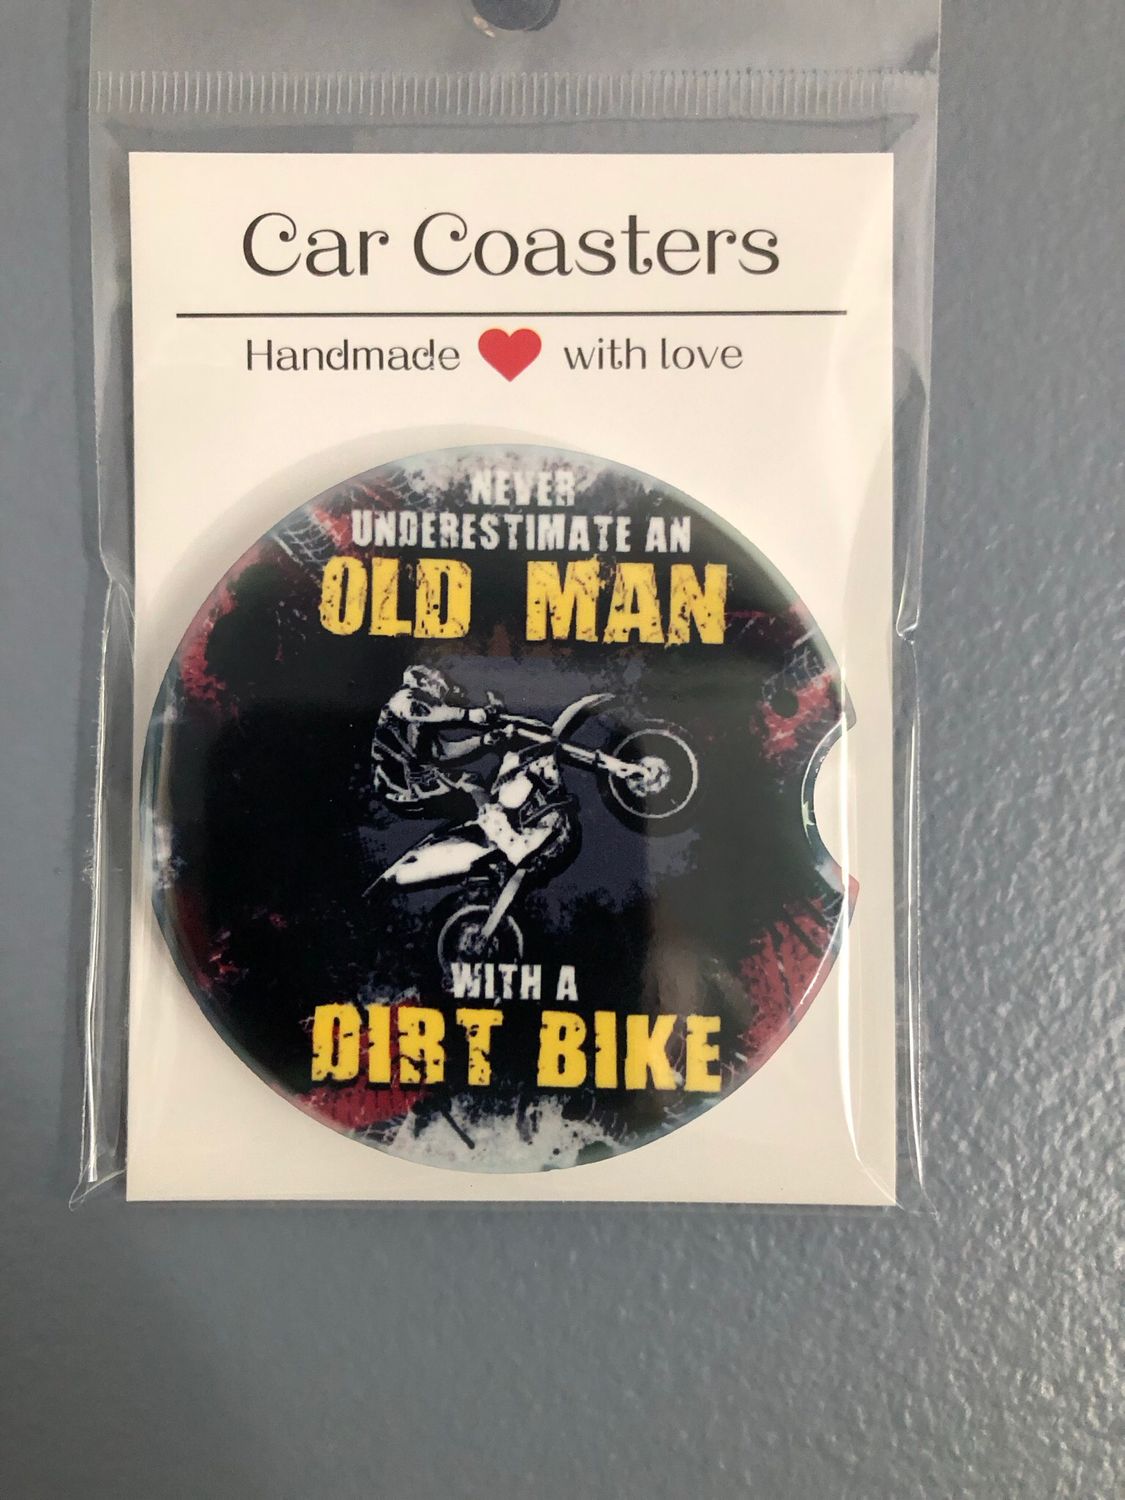 Car Coasters
Handmade with love
NEVER
UNDERESTIMATE AN
OLD MAN
WITH A
DIRT BIKE